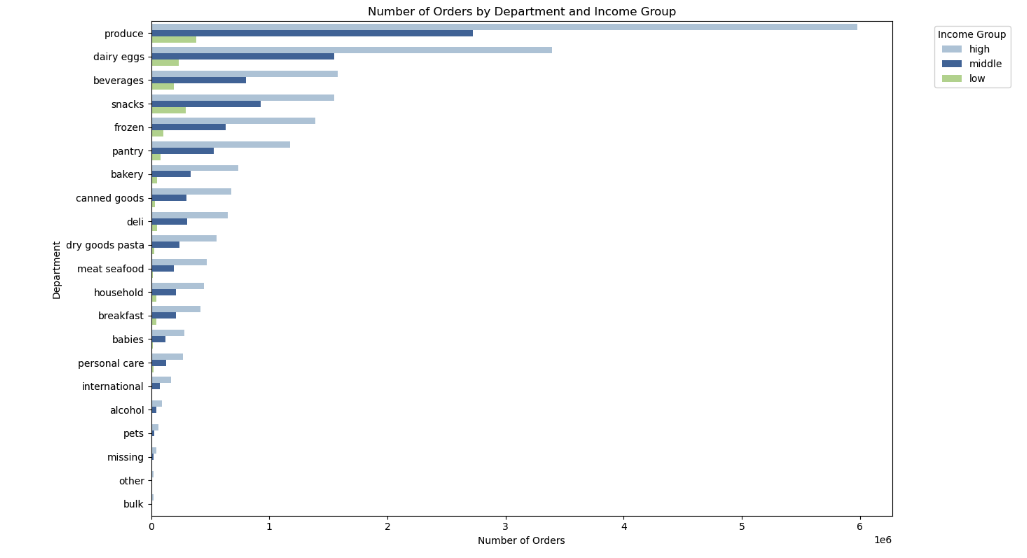 Number of Orders by Department and Income Group
Income Group
high
middle
low
Department
produce
dairy eggs
beverages
snacks
frozen
pantry
bakery
canned goods
deli
dry goods pasta
meat seafood
household
breakfast
babies
personal care
international
alcohol
pets
missing
other
bulk
0 1 2 3 4 5 6
1e6
Number of Orders